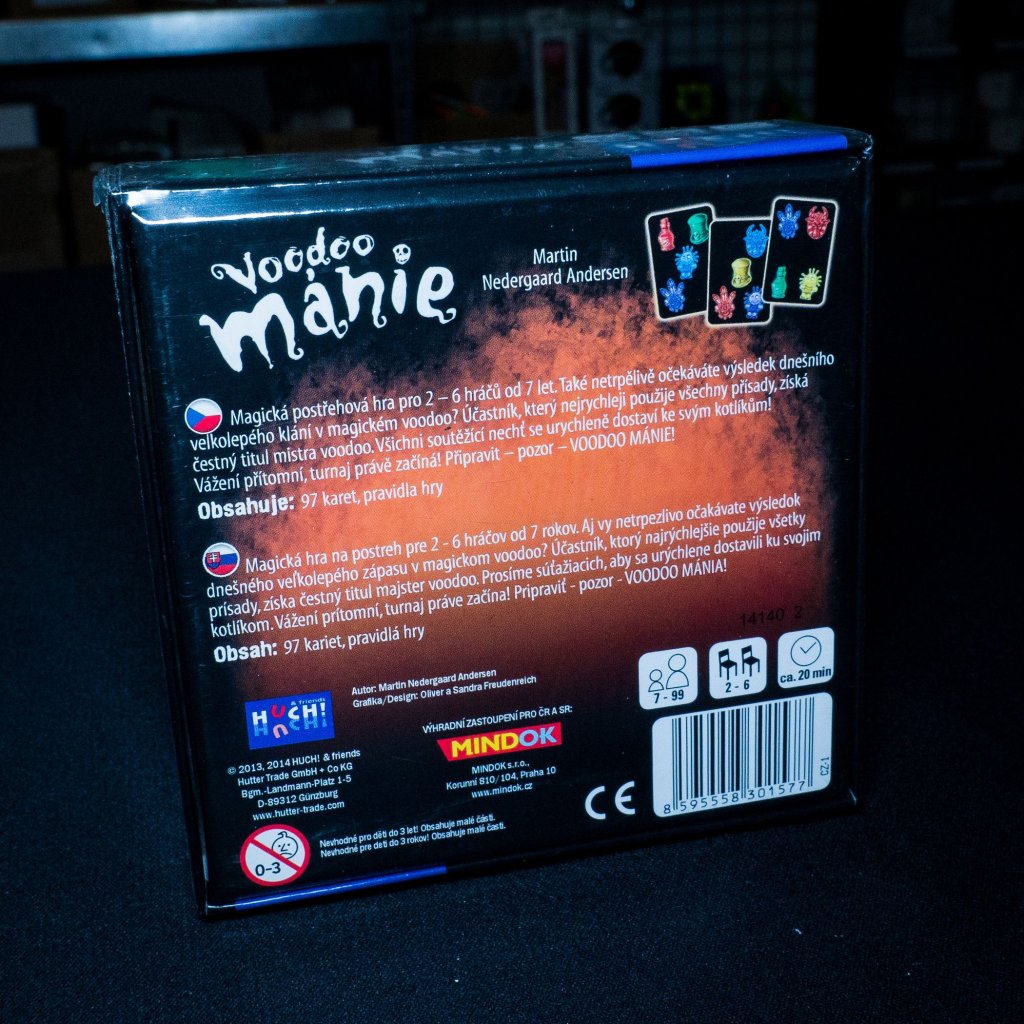 Voodoo
mánie
Martin
Nedergaard Andersen
Magická postřehová hra pro 2 – 6 hráčů od 7 let. Také netrpělivě očekáváte výsledek dnešního
velkolepého klání v magickém voodoo? Účastník, který nejrychleji použije všechny přísady, získá
čestný titul mistra voodoo. Všichni soutěžící nechť se urychleně dostaví ke svým kotlíkům!
Vážení přítomní, turnaj právě začíná! Připravit – pozor – VOODOO MÁNIE!
Obsahuje: 97 karet, pravidla hry
Magická hra na postreh pre 2 - 6 hráčov od 7 rokov. Aj vy netrpezlivo očakávate výsledok
dnešného veľkolepého zápasu v magickom voodoo? Účastník, ktorý najrýchlejšie použije všetky
prísady, získa čestný titul majster voodoo. Prosíme súťažiacich, aby sa urýchlene dostavili ku svojim
kotlíkom. Vážení prítomní, turnaj práve začína! Pripraviť - pozor - VOODOO MÁNIA!
Obsah: 97 kariet, pravidlá hry
14140 2
7 - 99
2 - 6
ca. 20 min
Autor: Martin Nedergaard Andersen
Grafika/Design: Oliver a Sandra Freudenreich
HUCH!
& friends
VÝHRADNÍ ZASTOUPENÍ PRO ČR A SR:
MINDOK
MINDOK s.r.o.,
Korunní 810/104, Praha 10
www.mindok.cz
© 2013, 2014 HUCH! & friends
Hutter Trade GmbH + Co KG
Bgm.-Landmann-Platz 1-5
D-89312 Günzburg
www.hutter-trade.com
CE
1-23
8 595558 301577
0-3
Nevhodné pro děti do 3 let! Obsahuje malé části.
Nevhodné pre deti do 3 rokov! Obsahuje malé časti.